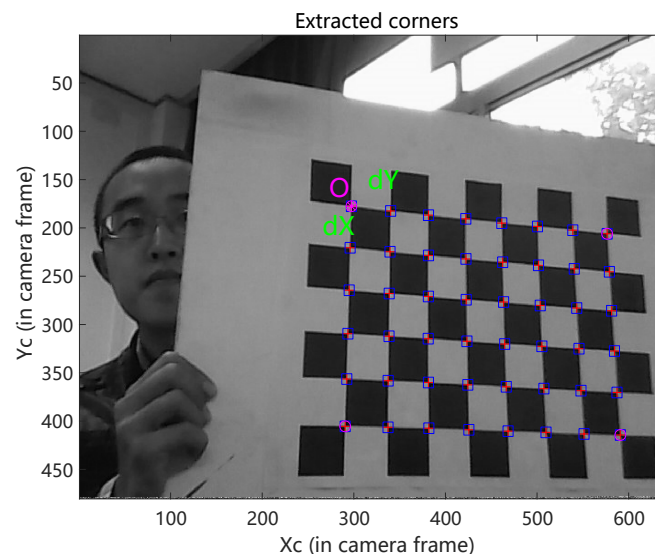 Extracted corners
50
100
150
200
250
300
350
400
450
O
dY
dX
100 200 300 400 500 600
Xc (in camera frame)
Yc (in camera frame)